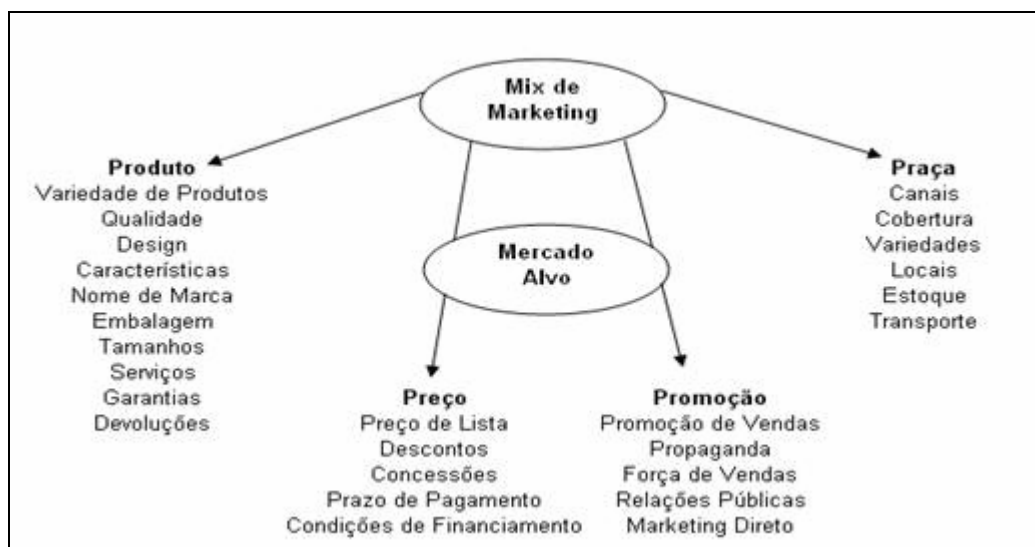 Mix de
Marketing
Produto
Variedade de Produtos
Qualidade
Design
Características
Nome de Marca
Embalagem
Tamanhos
Serviços
Garantias
Devoluções
Mercado
Alvo
Preço
Preço de Lista
Descontos
Concessões
Prazo de Pagamento
Condições de Financiamento
Promoção
Promoção de Vendas
Propaganda
Força de Vendas
Relações Públicas
Marketing Direto
Praça
Canais
Cobertura
Variedades
Locais
Estoque
Transporte